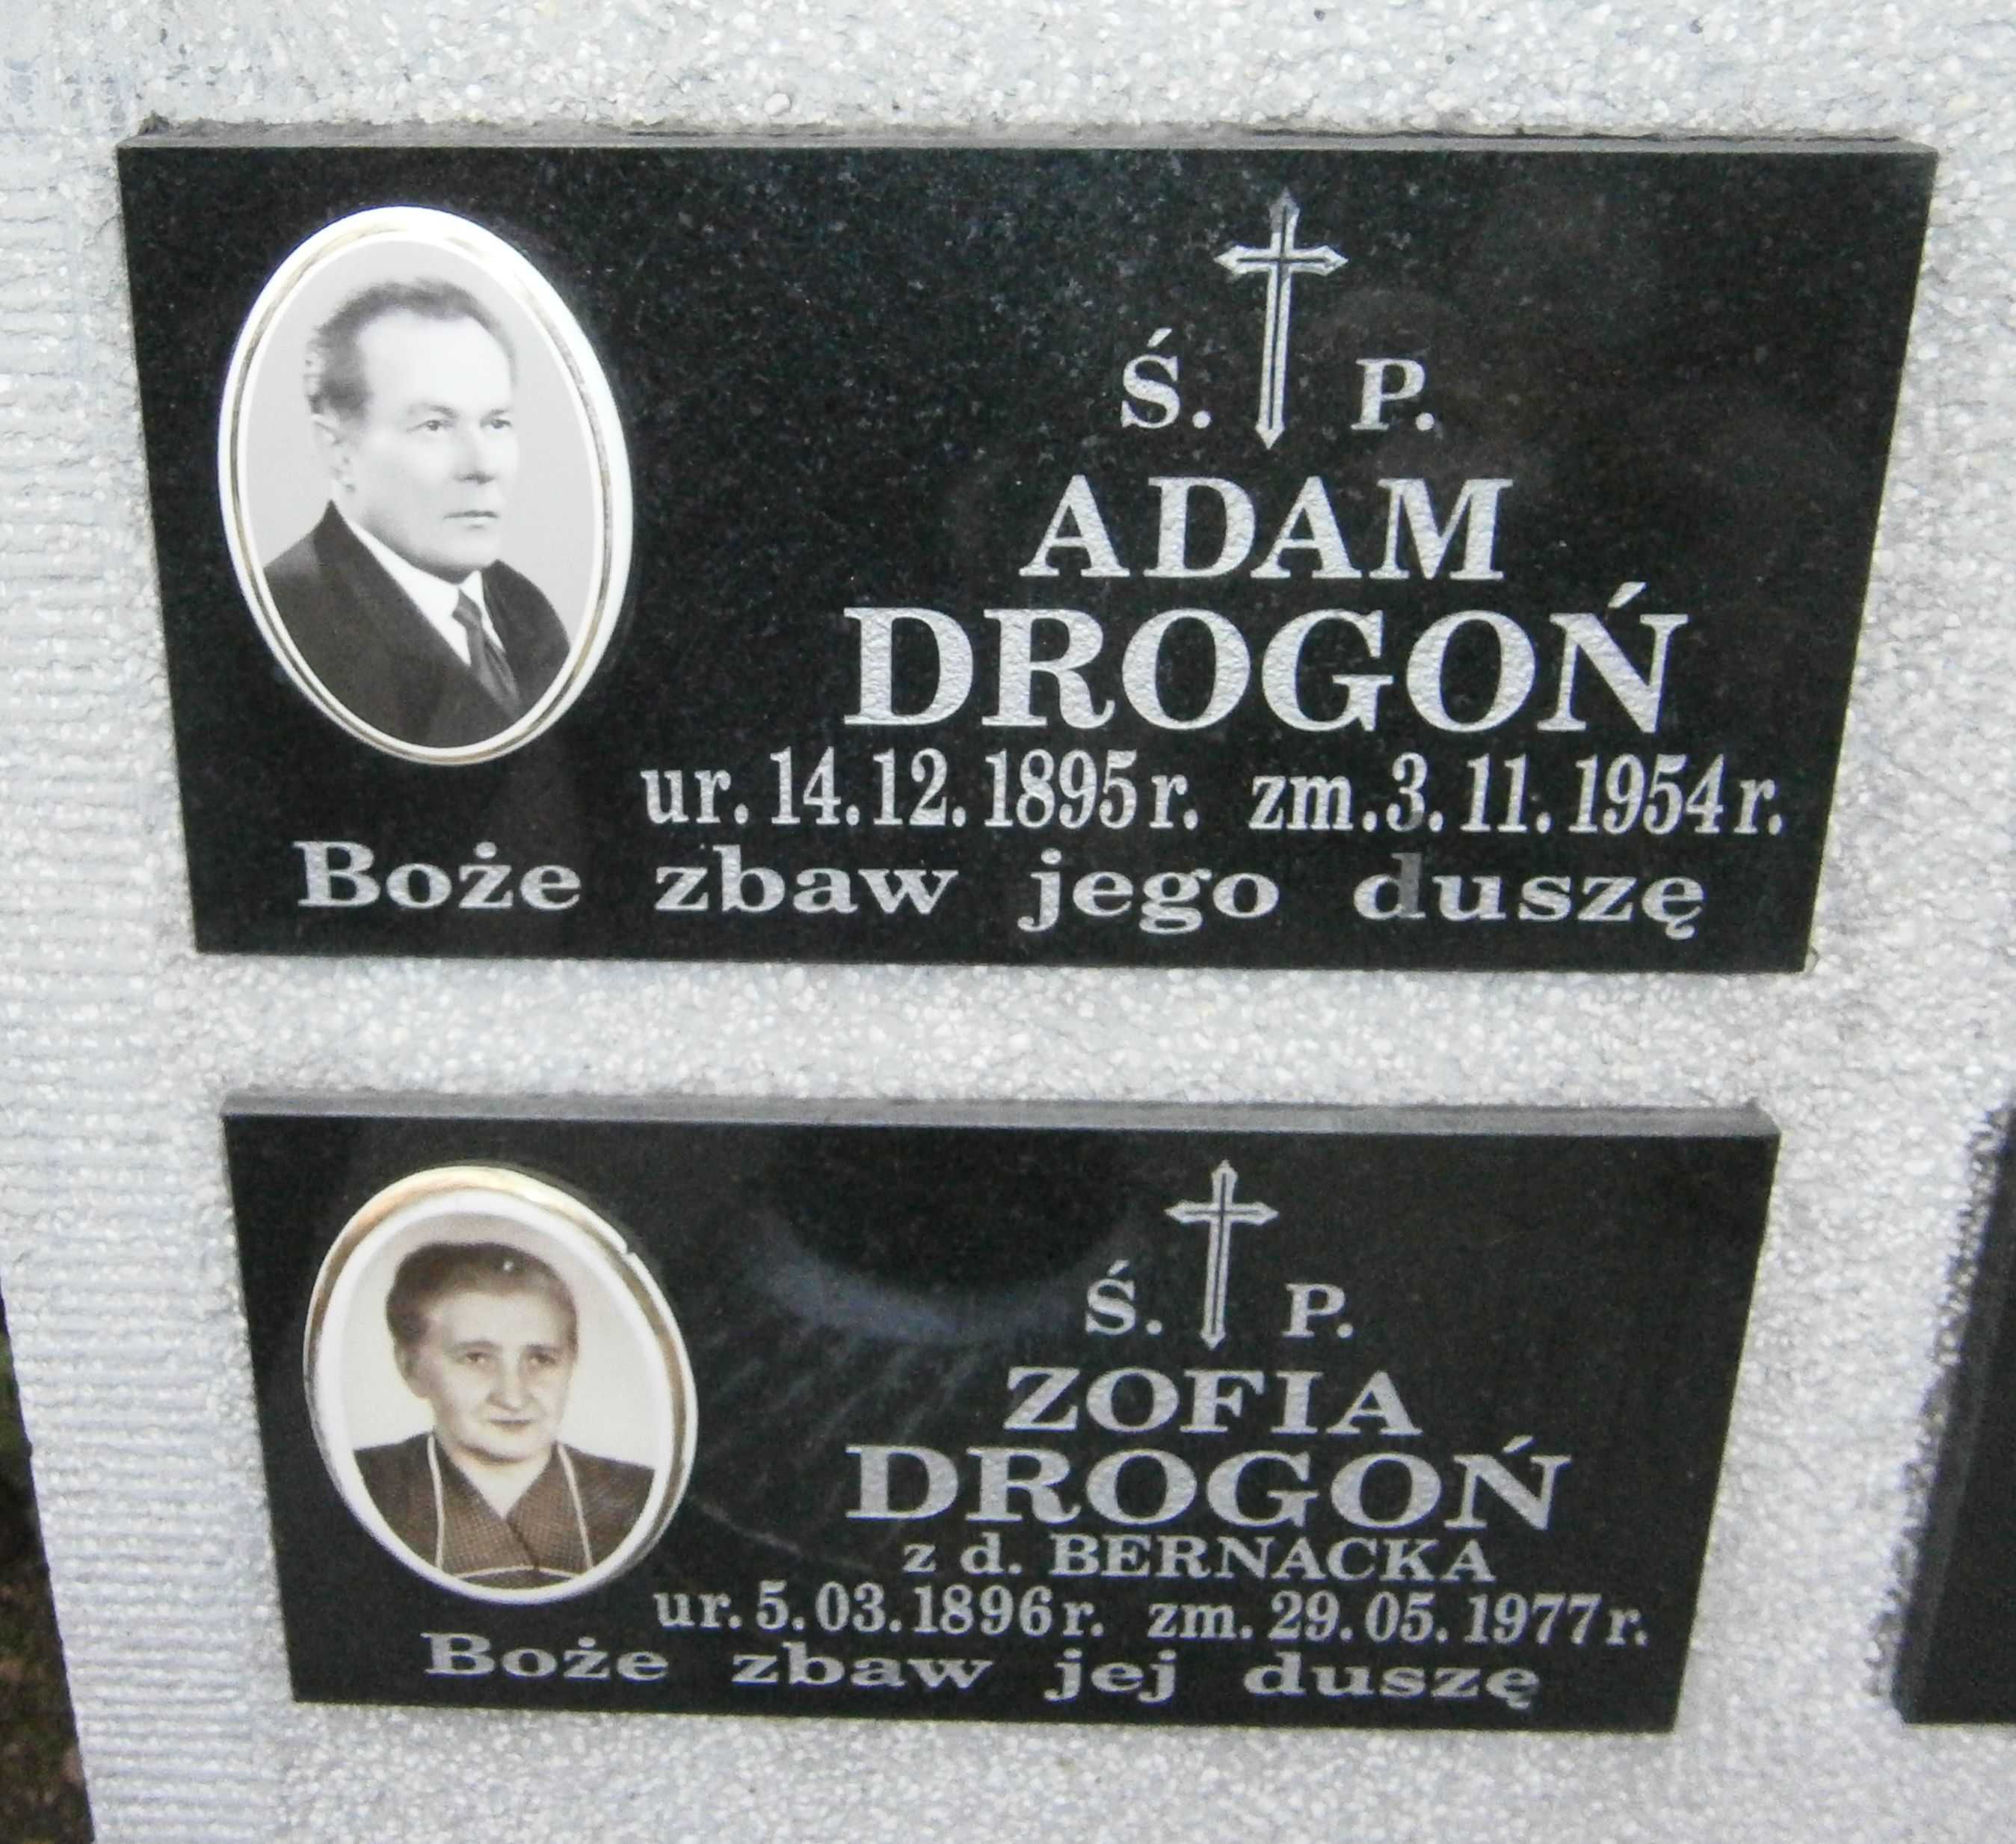 Ś. P.
ADAM
DROGOŃ
ur. 14. 12. 1895 r. zm. 3. 11. 1954 r.
Boże zbaw jego duszę
Ś. P.
ZOFIA
DROGOŃ
z d. BERNACKA
ur. 5. 03. 1896 r. zm. 29. 05. 1977 r.
Boże zbaw jej duszę